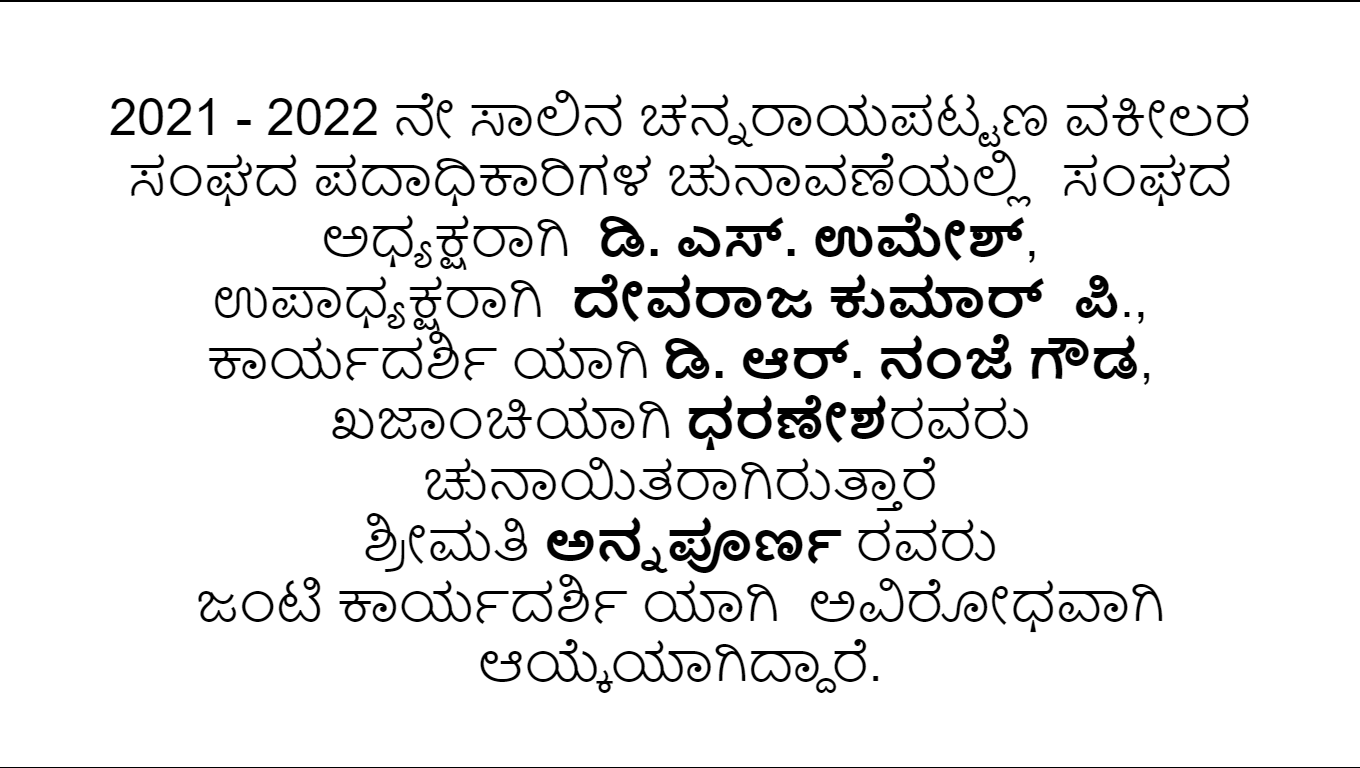 2021 - 2022 ನೇ ಸಾಲಿನ ಚನ್ನರಾಯಪಟ್ಟಣ ವಕೀಲರ
ಸಂಘದ ಪದಾಧಿಕಾರಿಗಳ ಚುನಾವಣೆಯಲ್ಲಿ ಸಂಘದ
ಅಧ್ಯಕ್ಷರಾಗಿ ಡಿ. ಎಸ್. ಉಮೇಶ್,
ಉಪಾಧ್ಯಕ್ಷರಾಗಿ ದೇವರಾಜ ಕುಮಾರ್ ಪಿ.,
ಕಾರ್ಯದರ್ಶಿ ಯಾಗಿ ಡಿ. ಆರ್. ನಂಜೆ ಗೌಡ,
ಖಜಾಂಚಿಯಾಗಿ ಧರಣೇಶರವರು
ಚುನಾಯಿತರಾಗಿರುತ್ತಾರೆ
ಶ್ರೀಮತಿ ಅನ್ನಪೂರ್ಣ ರವರು
ಜಂಟಿ ಕಾರ್ಯದರ್ಶಿ ಯಾಗಿ ಅವಿರೋಧವಾಗಿ
ಆಯ್ಕೆಯಾಗಿದ್ದಾರೆ.